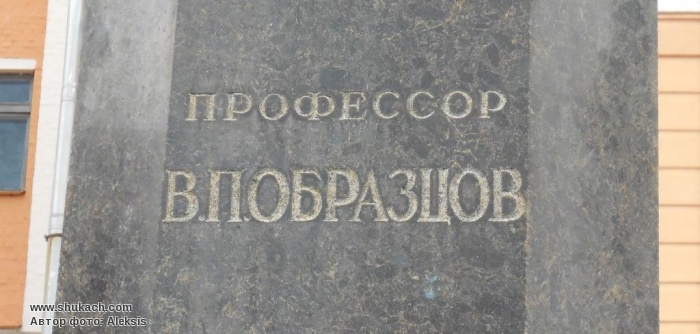 ПРОФЕССОР
В.П.ОБРАЗЦОВ
www.shukach.com
Автор фото: Aleksis